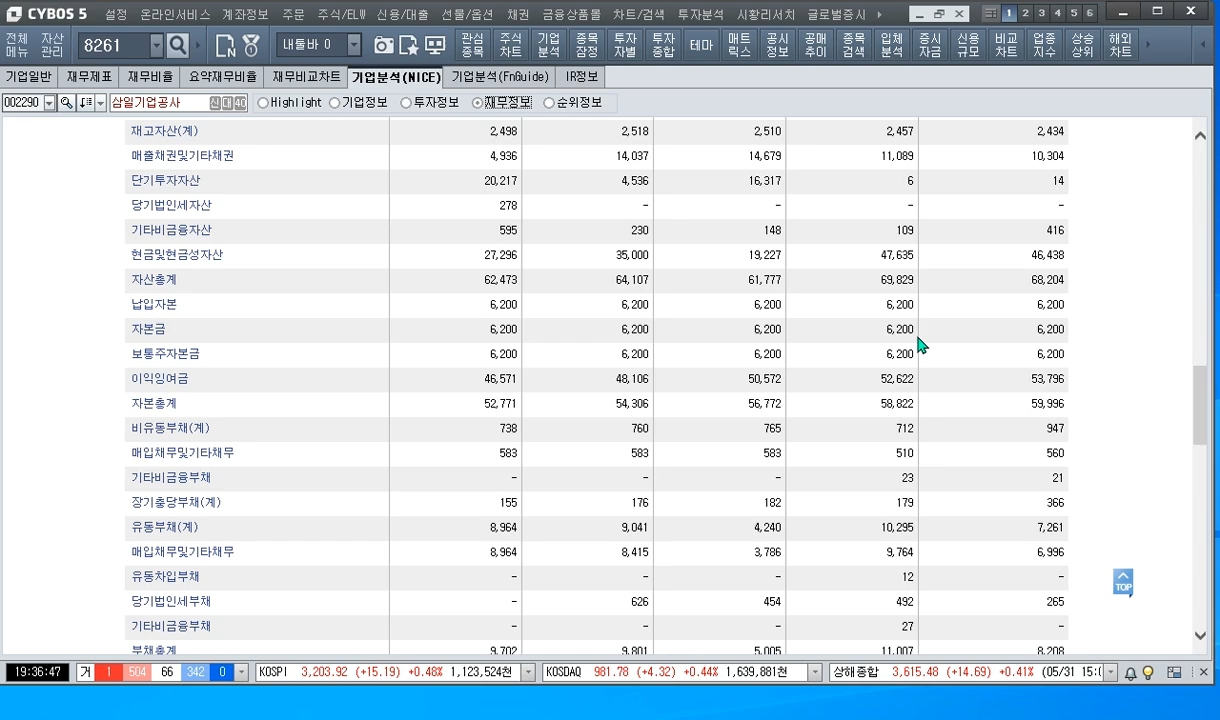 CYBOS 5 설정 온라인서비스 계좌정보 주문 주식/ELW 신용/대출 선물/옵션 채권 금융상품몰 차트/검색 투자분석 시황리서치 글로벌증시 1 2 3 4 5 6
전체메뉴 자산관리 8261 내툴바 0 관심종목 주식차트 기업분석 종목잠정 투자자별 투자종합 테마 매트릭스 공시정보 공매추이 종목검색 입체분석 증시자금 신용규모 비교차트 업종지수 상승상위 해외차트
기업일반 재무제표 재무비율 요약재무비율 재무비교차트 기업분석(NICE) 기업분석(FnGuide) IR정보
002290 삼일기업공사 신 대 40 Highlight 기업정보 투자정보 재무정보 순위정보
재고자산(계) 2,498 2,518 2,510 2,457 2,434
매출채권및기타채권 4,936 14,037 14,679 11,089 10,304
단기투자자산 20,217 4,536 16,317 6 14
당기법인세자산 278 - - - -
기타비금융자산 595 230 148 109 416
현금및현금성자산 27,296 35,000 19,227 47,635 46,438
자산총계 62,473 64,107 61,777 69,829 68,204
납입자본 6,200 6,200 6,200 6,200 6,200
자본금 6,200 6,200 6,200 6,200 6,200
보통주자본금 6,200 6,200 6,200 6,200 6,200
이익잉여금 46,571 48,106 50,572 52,622 53,796
자본총계 52,771 54,306 56,772 58,822 59,996
비유동부채(계) 738 760 765 712 947
매입채무및기타채무 583 583 583 510 560
기타비금융부채 - - - 23 21
장기충당부채(계) 155 176 182 179 366
유동부채(계) 8,964 9,041 4,240 10,295 7,261
매입채무및기타채무 8,964 8,415 3,786 9,764 6,996
유동차입부채 - - - 12 -
당기법인세부채 - 626 454 492 265
기타비금융부채 - - - 27 -
부채총계 9,702 9,801 5,005 11,007 8,208
TOP
19:36:47 거 1 504 66 342 0 KOSPI 3,203.92 (+15.19) +0.48% 1,123,524천 KOSDAQ 981.78 (+4.32) +0.44% 1,639,881천 상해종합 3,615.48 (+14.69) +0.41% (05/31 15:(